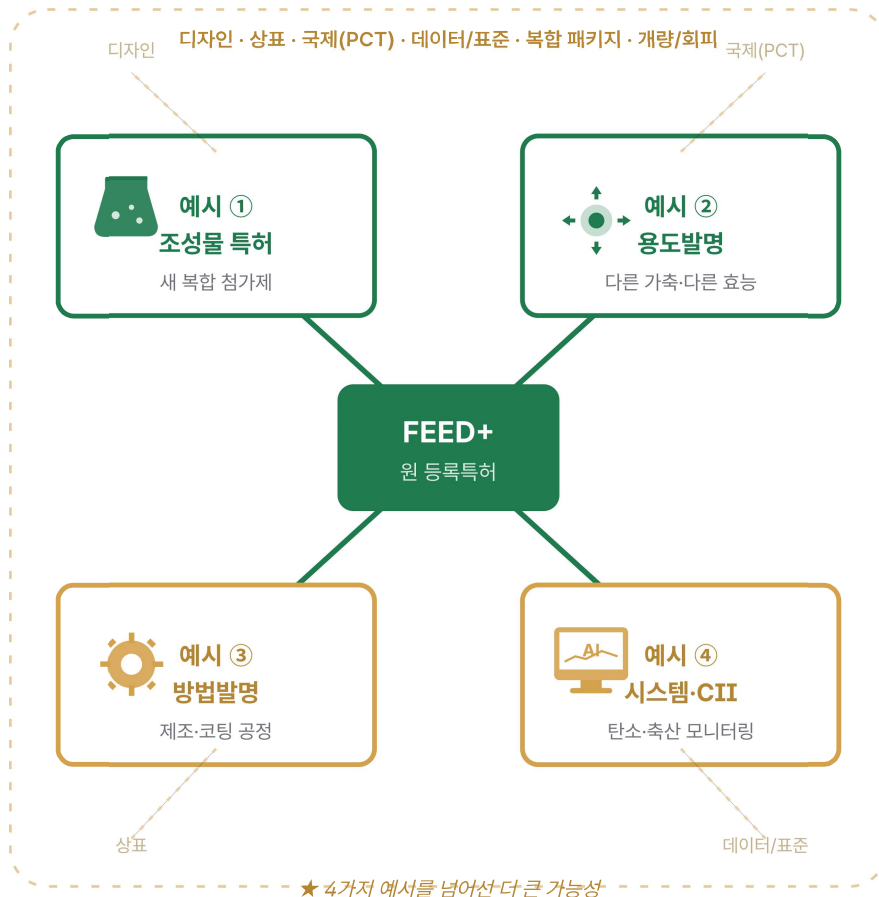 디자인 · 상표 · 국제(PCT) · 데이터/표준 · 복합 패키지 · 개량/회피
디자인
국제(PCT)
예시 ①
조성물 특허
새 복합 첨가제
예시 ②
용도발명
다른 가축·다른 효능
FEED+
원 등록특허
예시 ③
방법발명
제조·코팅 공정
AI
예시 ④
시스템·CII
탄소·축산 모니터링
상표
데이터/표준
★ 4가지 예서를 넘어선 더 큰 가능성